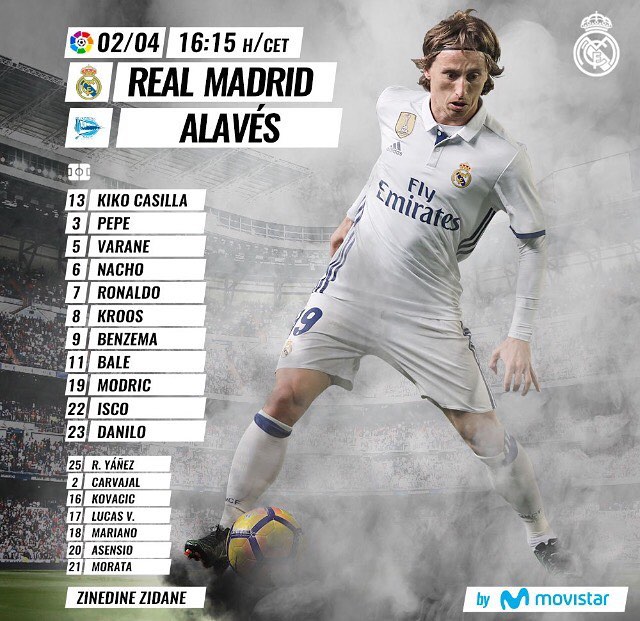 02/04 16:15 H/CET
REAL MADRID
ALAVÉS
13 KIKO CASILLA
3 PEPE
5 VARANE
6 NACHO
7 RONALDO
8 KROOS
9 BENZEMA
11 BALE
19 MODRIC
22 ISCO
23 DANILO
25 R. YÁÑEZ
2 CARVAJAL
16 KOVACIC
17 LUCAS V.
18 MARIANO
20 ASENSIO
21 MORATA
ZINEDINE ZIDANE
adidas
Fly
Emirates
19
by movistar